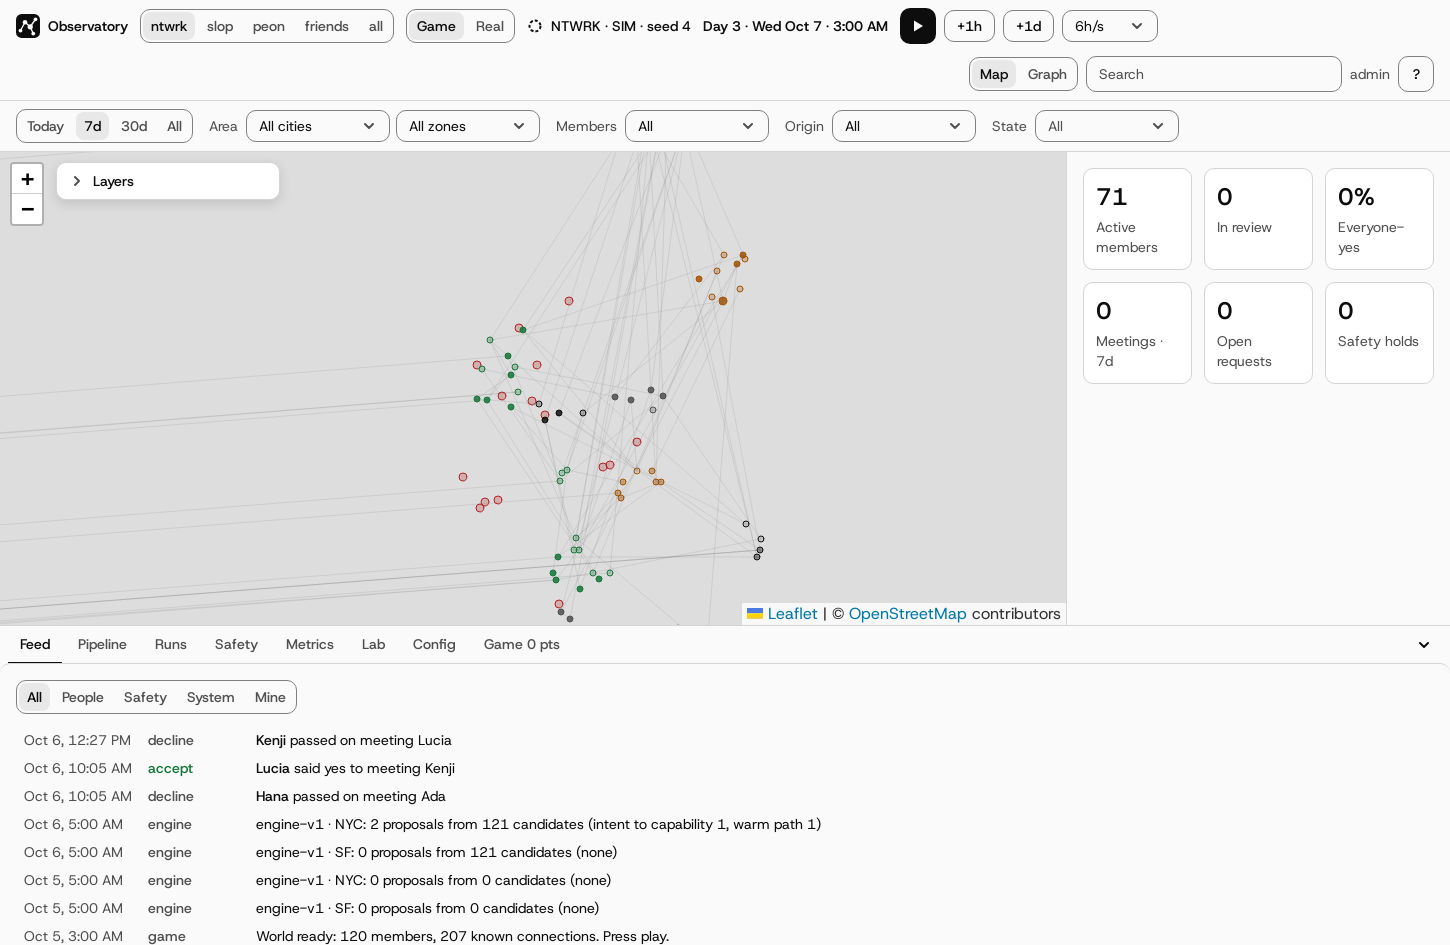 Observatory ntwrk slop peon friends all Game Real NTWRK · SIM · seed 4 Day 3 · Wed Oct 7 · 3:00 AM +1h +1d 6h/s
Map Graph Search admin ?
Today 7d 30d All Area All cities All zones Members All Origin All State All
+
−
Layers
71
Active
members
0
In review
0%
Everyone-
yes
0
Meetings ·
7d
0
Open
requests
0
Safety holds
Leaflet | © OpenStreetMap contributors
Feed Pipeline Runs Safety Metrics Lab Config Game 0 pts
All People Safety System Mine
Oct 6, 12:27 PM decline Kenji passed on meeting Lucia
Oct 6, 10:05 AM accept Lucia said yes to meeting Kenji
Oct 6, 10:05 AM decline Hana passed on meeting Ada
Oct 6, 5:00 AM engine engine-v1 · NYC: 2 proposals from 121 candidates (intent to capability 1, warm path 1)
Oct 6, 5:00 AM engine engine-v1 · SF: 0 proposals from 121 candidates (none)
Oct 5, 5:00 AM engine engine-v1 · NYC: 0 proposals from 0 candidates (none)
Oct 5, 5:00 AM engine engine-v1 · SF: 0 proposals from 0 candidates (none)
Oct 5, 3:00 AM game World ready: 120 members, 207 known connections. Press play.